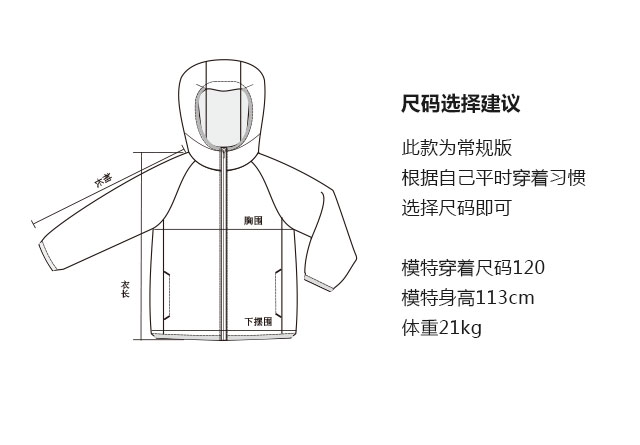 尺码选择建议
此款为常规版
根据自己平时穿着习惯
选择尺码即可
模特穿着尺码120
模特身高113cm
体重21kg
胸围
衣长
下摆围